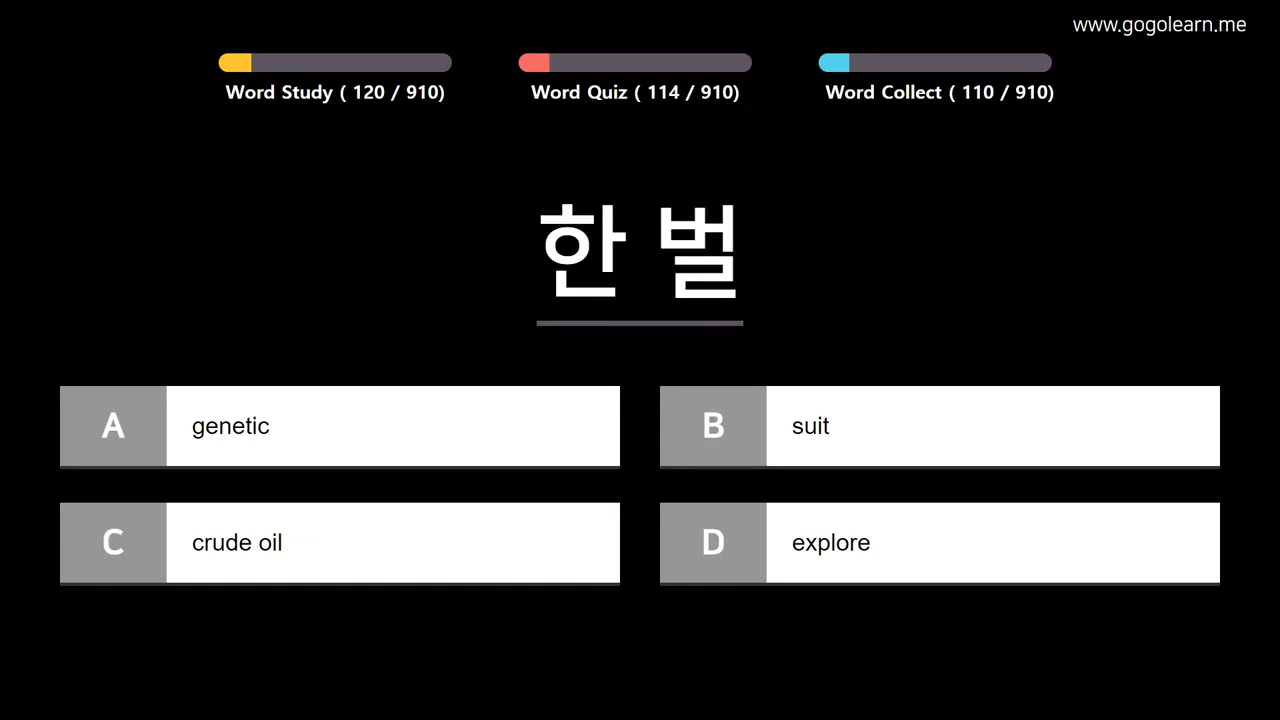 www.gogolearn.me
Word Study ( 120 / 910)
Word Quiz ( 114 / 910)
Word Collect ( 110 / 910)
한 벌
A genetic
B suit
C crude oil
D explore